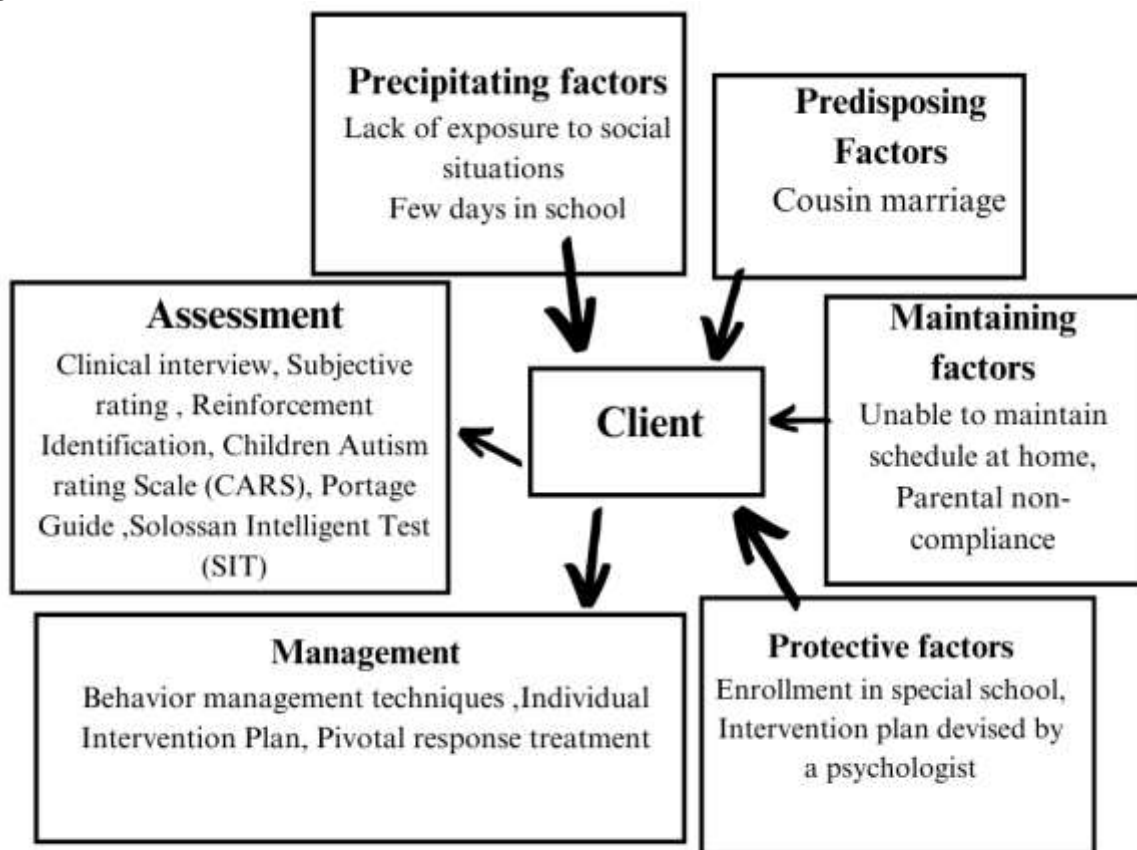 Precipitating factors
Lack of exposure to social
situations
Few days in school
Predisposing
Factors
Cousin marriage
Assessment
Clinical interview, Subjective
rating , Reinforcement
Identification, Children Autism
rating Scale (CARS), Portage
Guide ,Solossan Intelligent Test
(SIT)
Client
Maintaining
factors
Unable to maintain
schedule at home,
Parental non-
compliance
Management
Behavior management techniques ,Individual
Intervention Plan, Pivotal response treatment
Protective factors
Enrollment in special school,
Intervention plan devised by
a psychologist